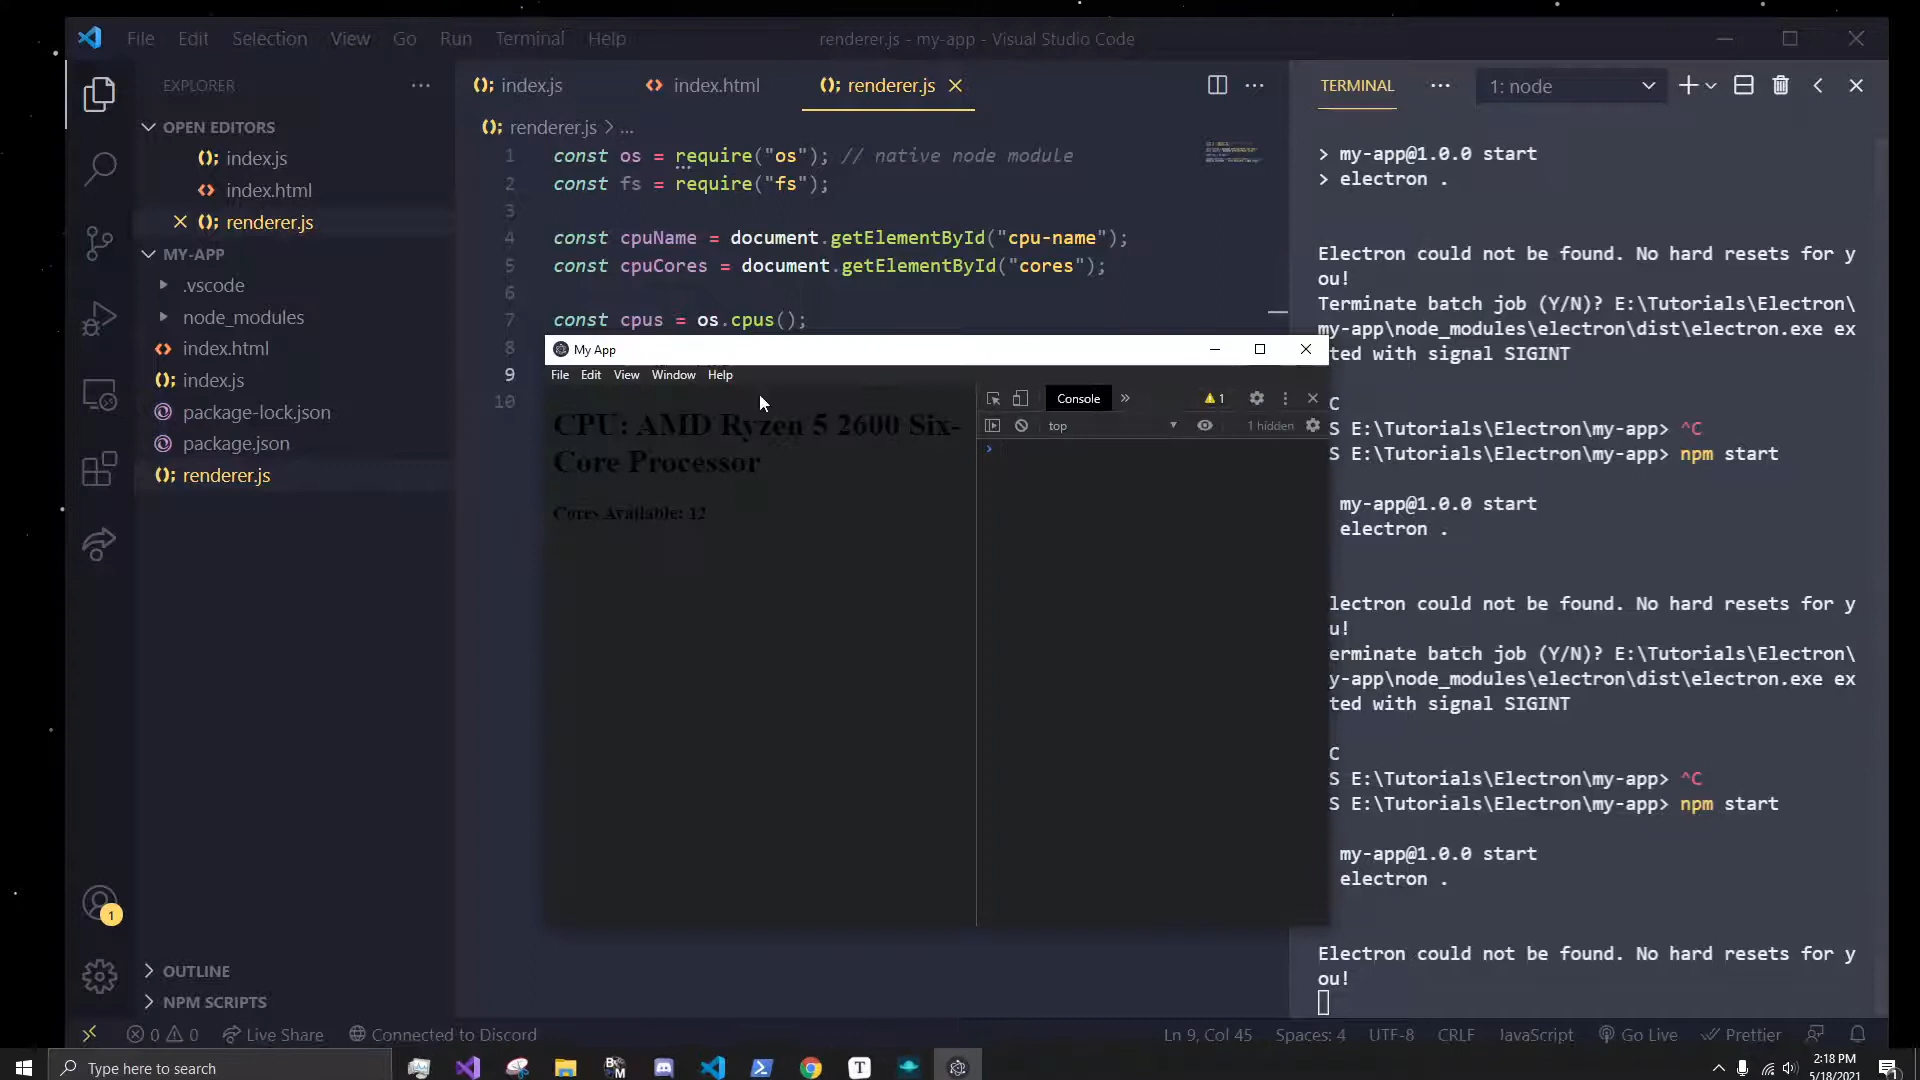 File Edit Selection View Go Run Terminal Help
renderer.js - my-app - Visual Studio Code
EXPLORER
OPEN EDITORS
index.js
index.html
renderer.js
MY-APP
.vscode
node_modules
index.html
index.js
package-lock.json
package.json
renderer.js
OUTLINE
NPM SCRIPTS
1
index.js
index.html
renderer.js
renderer.js > ...
1 const os = require("os"); // native node module
2 const fs = require("fs");
3
4 const cpuName = document.getElementById("cpu-name");
5 const cpuCores = document.getElementById("cores");
6
7 const cpus = os.cpus();
8
9
10
My App
File Edit View Window Help
CPU: AMD Ryzen 5 2600 Six-
Core Processor
Cores Available: 12
Console » 1
top 1 hidden
›
TERMINAL
1: node
> my-app@1.0.0 start
> electron .
Electron could not be found. No hard resets for y
ou!
Terminate batch job (Y/N)? E:\Tutorials\Electron\
my-app\node_modules\electron\dist\electron.exe ex
ted with signal SIGINT
C
S E:\Tutorials\Electron\my-app> ^C
S E:\Tutorials\Electron\my-app> npm start
my-app@1.0.0 start
electron .
lectron could not be found. No hard resets for y
u!
erminate batch job (Y/N)? E:\Tutorials\Electron\
y-app\node_modules\electron\dist\electron.exe ex
ted with signal SIGINT
C
S E:\Tutorials\Electron\my-app> ^C
S E:\Tutorials\Electron\my-app> npm start
my-app@1.0.0 start
electron .
Electron could not be found. No hard resets for y
ou!
0 0 Live Share Connected to Discord
Ln 9, Col 45 Spaces: 4 UTF-8 CRLF JavaScript Go Live Prettier
Type here to search
2:18 PM
5/18/2021